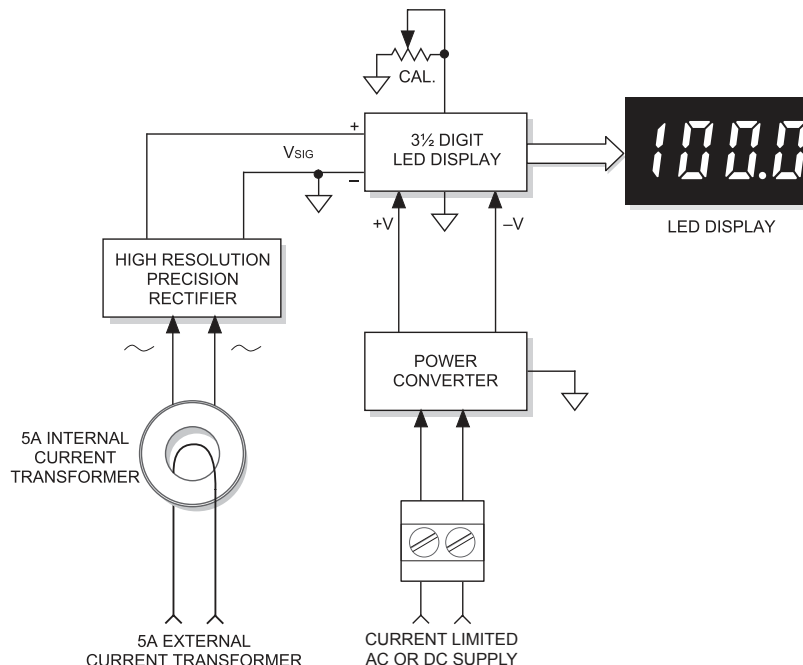 CAL.
+
VSIG
–
3½ DIGIT
LED DISPLAY
100.0
LED DISPLAY
+V
–V
HIGH RESOLUTION
PRECISION
RECTIFIER
POWER
CONVERTER
5A INTERNAL
CURRENT
TRANSFORMER
5A EXTERNAL
CURRENT TRANSFORMER
CURRENT LIMITED
AC OR DC SUPPLY